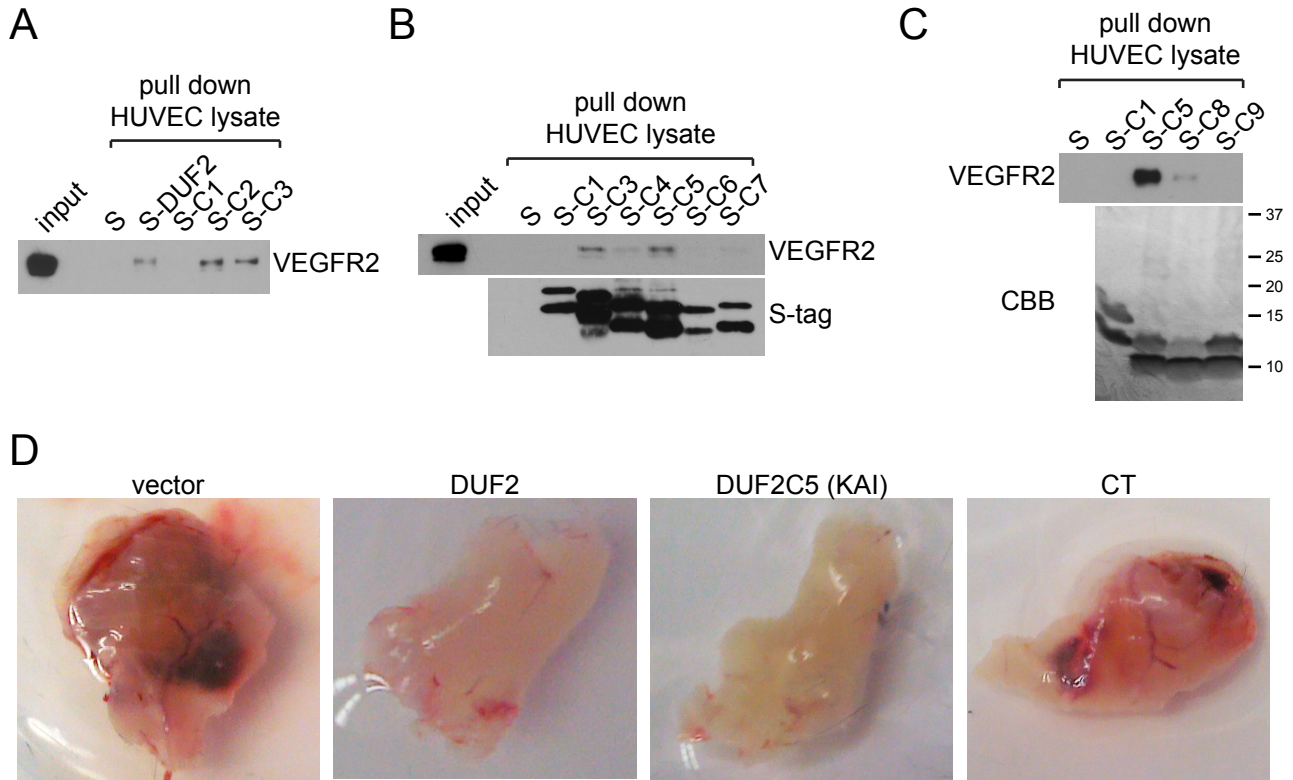 A
pull down
HUVEC lysate
input
S
S-DUF2
S-C1
S-C2
S-C3
VEGFR2
B
pull down
HUVEC lysate
input
S
S-C1
S-C3
S-C4
S-C5
S-C6
S-C7
VEGFR2
S-tag
C
pull down
HUVEC lysate
S
S-C1
S-C5
S-C8
S-C9
VEGFR2
CBB
37
25
20
15
10
D
vector
DUF2
DUF2C5 (KAI)
CT